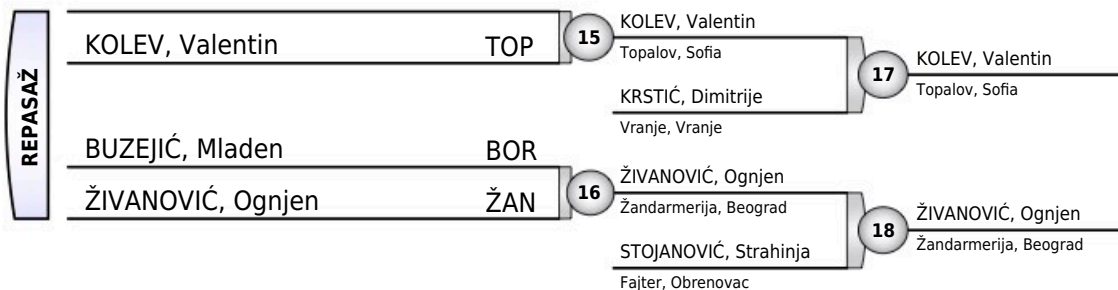 REPASAŽ
KOLEV, Valentin TOP
BUZEJIĆ, Mladen BOR
ŽIVANOVIĆ, Ognjen ŽAN
15
KOLEV, Valentin
Topalov, Sofia
KRSTIĆ, Dimitrije
Vranje, Vranje
16
ŽIVANOVIĆ, Ognjen
Žandarmerija, Beograd
STOJANOVIĆ, Strahinja
Fajter, Obrenovac
17
KOLEV, Valentin
Topalov, Sofia
18
ŽIVANOVIĆ, Ognjen
Žandarmerija, Beograd